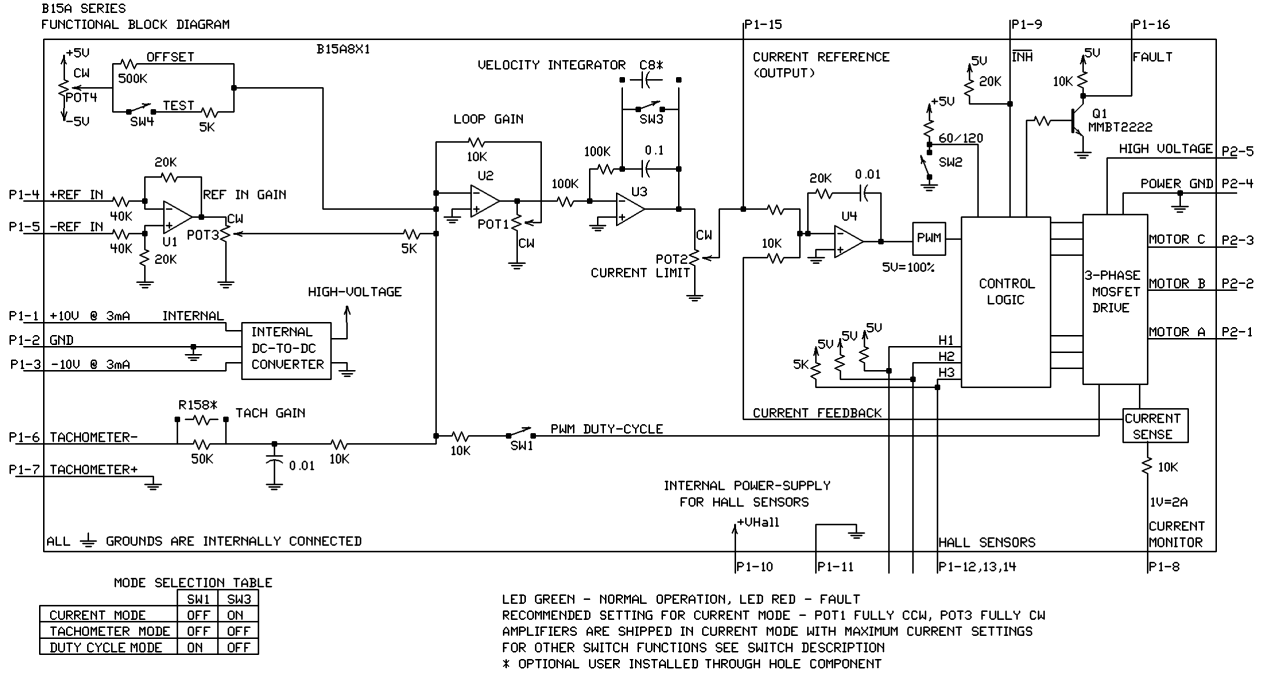 B15A SERIES
FUNCTIONAL BLOCK DIAGRAM
P1-15
P1-9
P1-16
B15A8X1
+5V
OFFSET
CW
500K
POT4
-5V
TEST
SW4
5K
VELOCITY INTEGRATOR
C8*
SW3
CURRENT REFERENCE
(OUTPUT)
5V
20K
INH
5V
10K
FAULT
Q1
MMBT2222
+5V
60/120
SW2
HIGH VOLTAGE
P2-5
POWER GND
P2-4
LOOP GAIN
10K
U2
POT1
CW
100K
100K
0.1
U3
20K
REF IN GAIN
P1-4
+REF IN
40K
P1-5
-REF IN
40K
U1
20K
CW
POT3
5K
CW
POT2
CURRENT LIMIT
10K
20K
0.01
U4
PWM
5V=100%
CONTROL
LOGIC
3-PHASE
MOSFET
DRIVE
MOTOR C
P2-3
MOTOR B
P2-2
MOTOR A
P2-1
HIGH-VOLTAGE
P1-1
+10V @ 3mA
INTERNAL
P1-2
GND
P1-3
-10V @ 3mA
INTERNAL
DC-TO-DC
CONVERTER
5V
5V
5V
5K
H1
H2
H3
R158*
TACH GAIN
P1-6
TACHOMETER-
50K
0.01
10K
P1-7
TACHOMETER+
10K
SW1
PWM DUTY-CYCLE
CURRENT FEEDBACK
CURRENT
SENSE
10K
1V=2A
CURRENT
MONITOR
INTERNAL POWER-SUPPLY
FOR HALL SENSORS
+VHall
ALL GROUNDS ARE INTERNALLY CONNECTED
HALL SENSORS
P1-10
P1-11
P1-12,13,14
P1-8
MODE SELECTION TABLE
SW1 SW3
CURRENT MODE OFF ON
TACHOMETER MODE OFF OFF
DUTY CYCLE MODE ON OFF
LED GREEN - NORMAL OPERATION, LED RED - FAULT
RECOMMENDED SETTING FOR CURRENT MODE - POT1 FULLY CCW, POT3 FULLY CW
AMPLIFIERS ARE SHIPPED IN CURRENT MODE WITH MAXIMUM CURRENT SETTINGS
FOR OTHER SWITCH FUNCTIONS SEE SWITCH DESCRIPTION
* OPTIONAL USER INSTALLED THROUGH HOLE COMPONENT